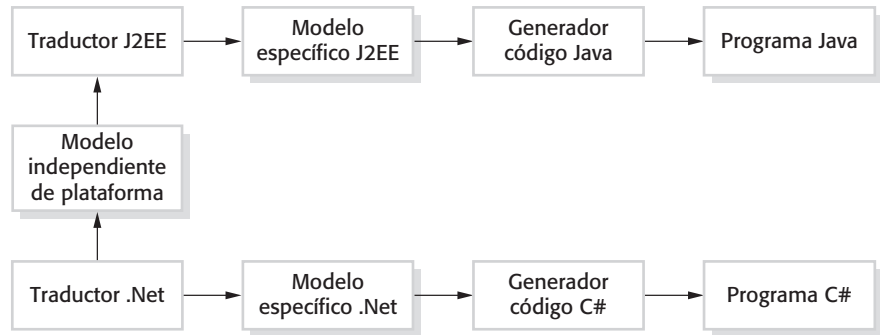 Traductor J2EE
Modelo
específico J2EE
Generador
código Java
Programa Java
Modelo
independiente
de plataforma
Traductor .Net
Modelo
específico .Net
Generador
código C#
Programa C#